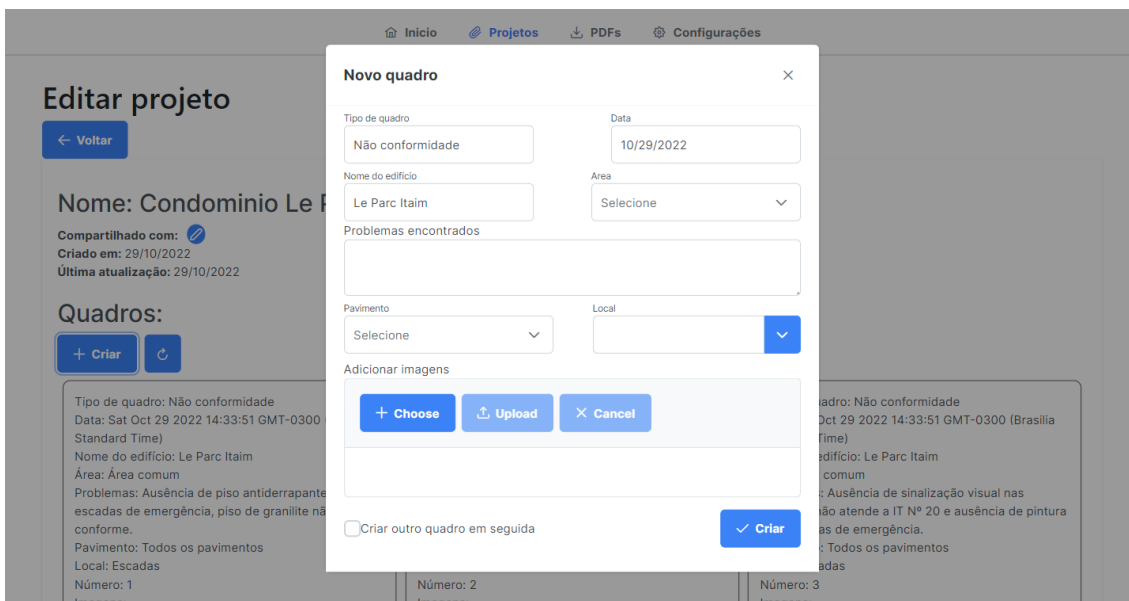 Inicio Projetos PDFs Configurações
Editar projeto
Voltar
Nome: Condominio Le
Compartilhado com:
Criado em: 29/10/2022
Última atualização: 29/10/2022
Quadros:
Criar
Novo quadro
Tipo de quadro Data
Não conformidade 10/29/2022
Nome do edifício Area
Le Parc Itaim Selecione
Problemas encontrados
Pavimento Local
Selecione
Adicionar imagens
Choose Upload Cancel
Criar outro quadro em seguida Criar
Tipo de quadro: Não conformidade
Data: Sat Oct 29 2022 14:33:51 GMT-0300
Standard Time)
Nome do edifício: Le Parc Itaim
Área: Área comum
Problemas: Ausência de piso antiderrapante
escadas de emergência, piso de granilite
conforme.
Pavimento: Todos os pavimentos
Local: Escadas
Número: 1
Número: 2
: Não conformidade
Oct 29 2022 14:33:51 GMT-0300 (Brasilia
Time)
edifício: Le Parc Itaim
comum
: Ausência de sinalização visual nas
não atende a IT Nº 20 e ausência de pintura
de emergência.
: Todos os pavimentos
Número: 3